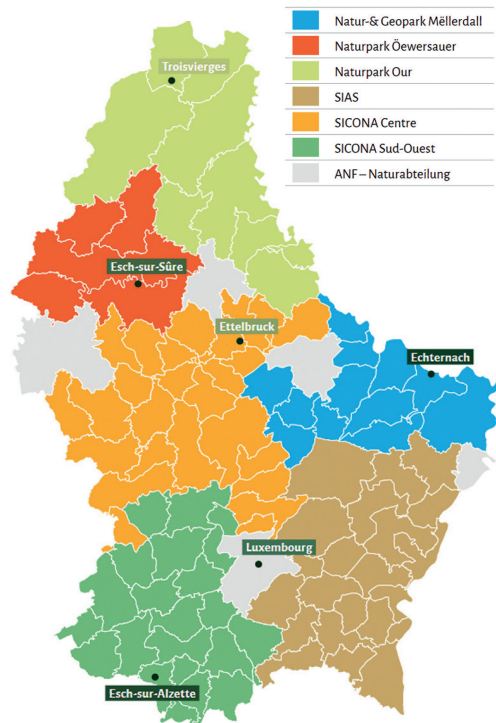 Natur-& Geopark Mëllerdall
Naturpark Öewersauer
Naturpark Our
SIAS
SICONA Centre
SICONA Sud-Ouest
ANF – Naturabteilung
Troisvierges
Esch-sur-Sûre
Ettelbruck
Echternach
Luxembourg
Esch-sur-Alzette